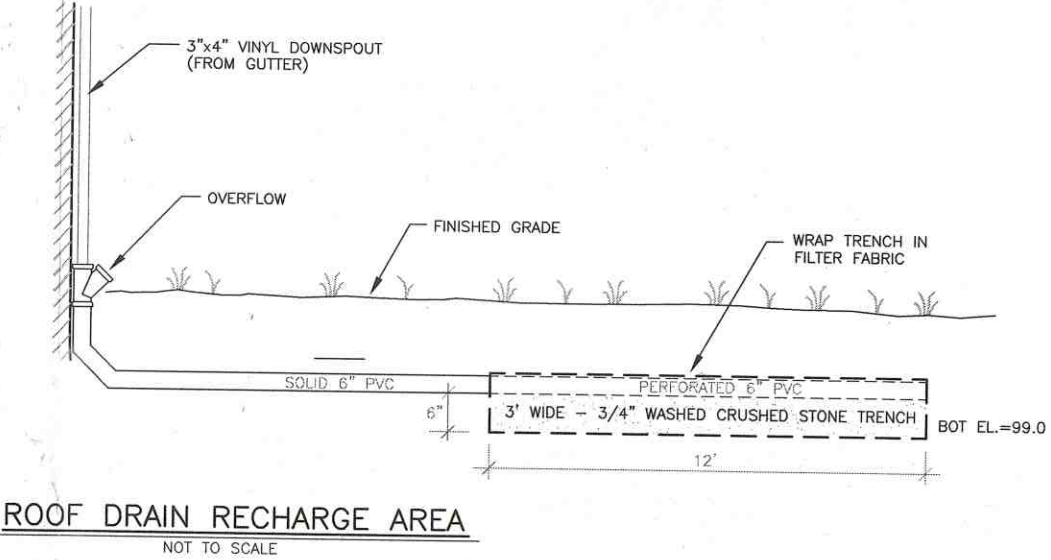 3"x4" VINYL DOWNSPOUT
(FROM GUTTER)
OVERFLOW
FINISHED GRADE
WRAP TRENCH IN
FILTER FABRIC
SOLID 6" PVC
PERFORATED 6" PVC
6"
3' WIDE - 3/4" WASHED CRUSHED STONE TRENCH
BOT EL.=99.0
12'
ROOF DRAIN RECHARGE AREA
NOT TO SCALE